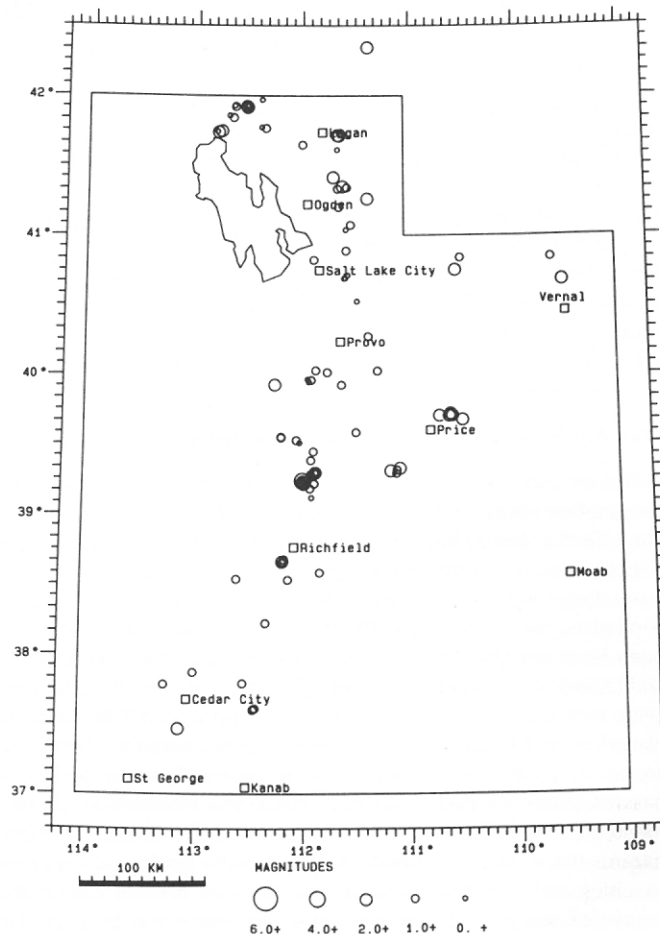 42°
Logan
Ogden
41°
Salt Lake City
Vernal
40°
Provo
Price
39°
Richfield
Moab
38°
Cedar City
St George
Kanab
37°
114° 113° 112° 111° 110° 109°
100 KM
MAGNITUDES
6.0+ 4.0+ 2.0+ 1.0+ 0. +